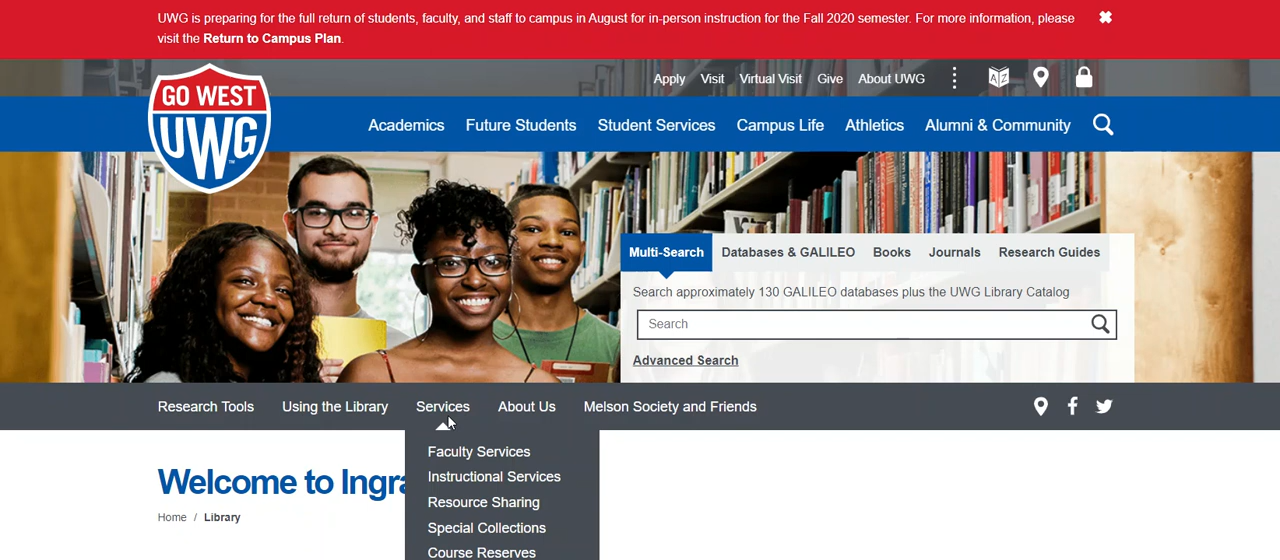 UWG is preparing for the full return of students, faculty, and staff to campus in August for in-person instruction for the Fall 2020 semester. For more information, please
visit the Return to Campus Plan.
Apply Visit Virtual Visit Give About UWG
A Z
GO WEST
UWG
TM
Academics Future Students Student Services Campus Life Athletics Alumni & Community
Multi-Search Databases & GALILEO Books Journals Research Guides
Search approximately 130 GALILEO databases plus the UWG Library Catalog
Search
Advanced Search
Research Tools Using the Library Services About Us Melson Society and Friends
Faculty Services
Instructional Services
Resource Sharing
Special Collections
Course Reserves
Welcome to Ingra
Home / Library